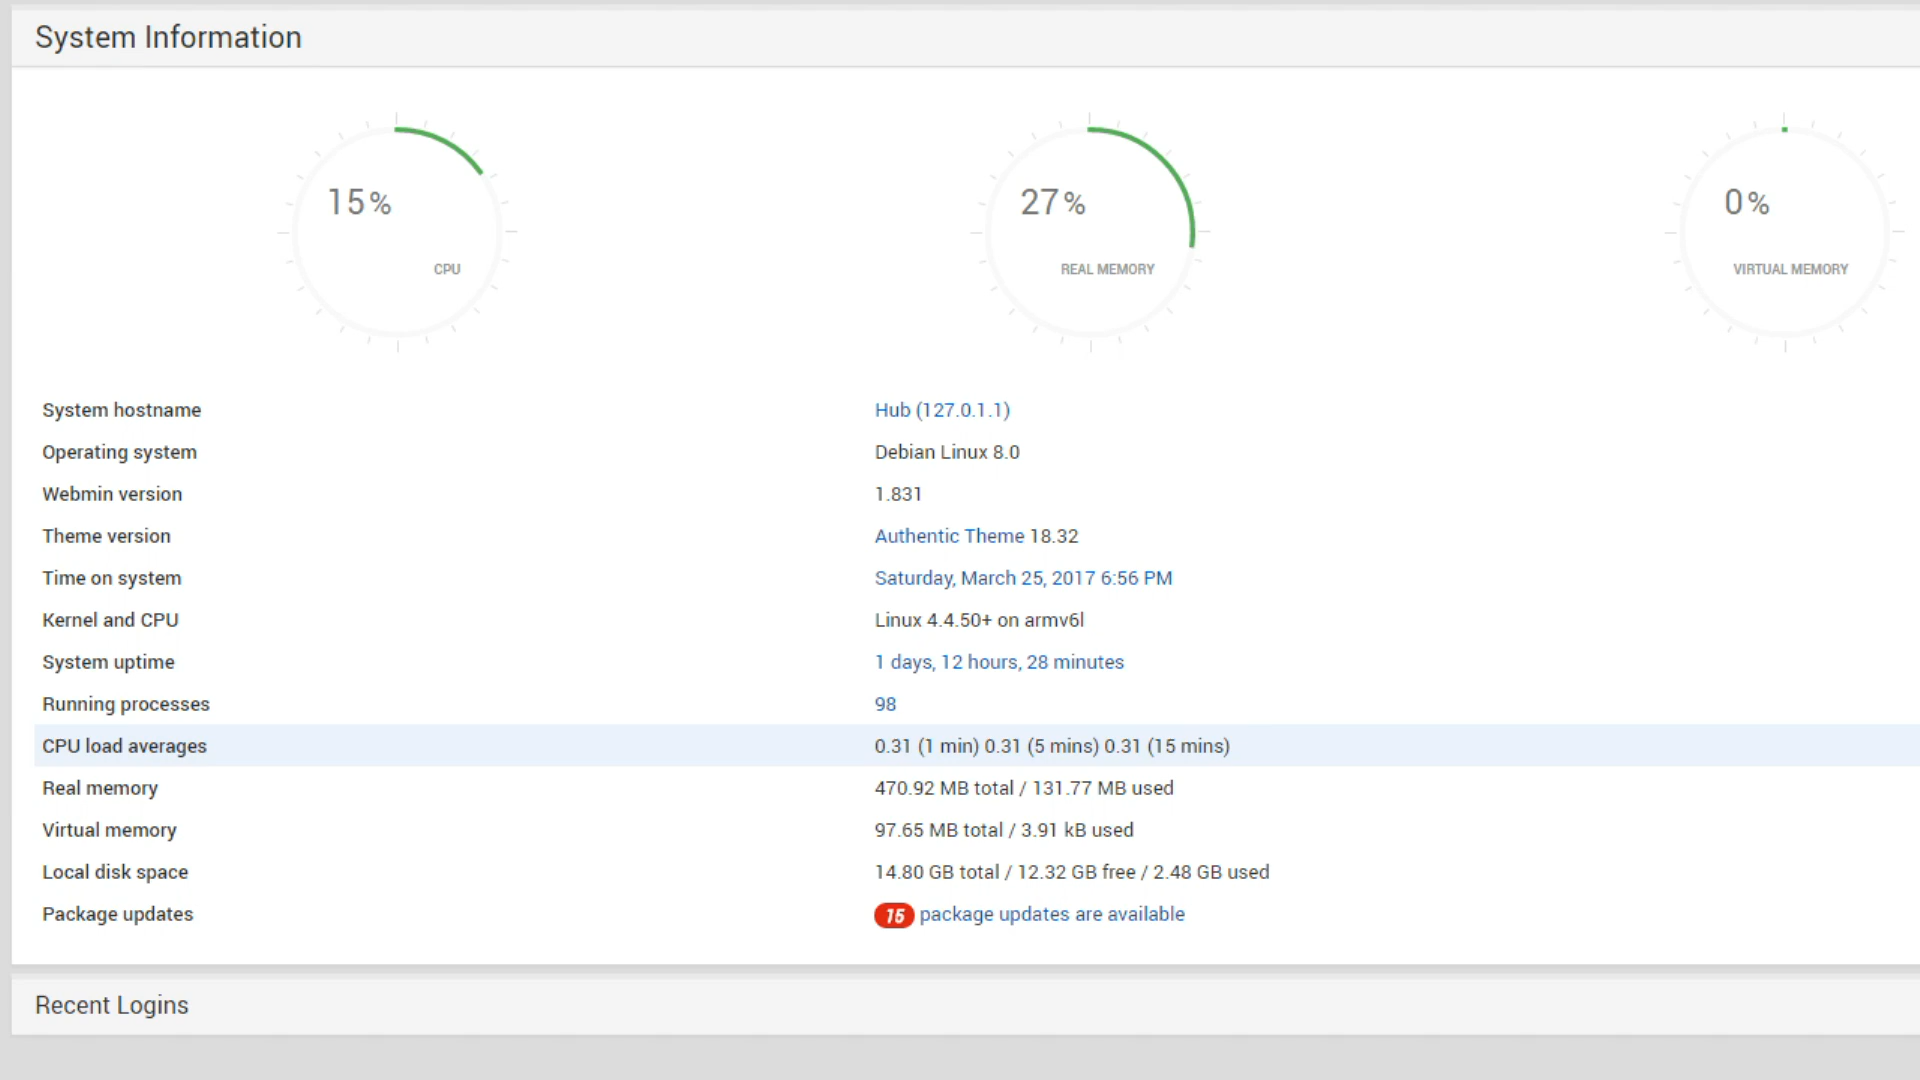 System Information
15%
CPU
27%
REAL MEMORY
0%
VIRTUAL MEMORY
System hostname Hub (127.0.1.1)
Operating system Debian Linux 8.0
Webmin version 1.831
Theme version Authentic Theme 18.32
Time on system Saturday, March 25, 2017 6:56 PM
Kernel and CPU Linux 4.4.50+ on armv6l
System uptime 1 days, 12 hours, 28 minutes
Running processes 98
CPU load averages 0.31 (1 min) 0.31 (5 mins) 0.31 (15 mins)
Real memory 470.92 MB total / 131.77 MB used
Virtual memory 97.65 MB total / 3.91 kB used
Local disk space 14.80 GB total / 12.32 GB free / 2.48 GB used
Package updates 15 package updates are available
Recent Logins